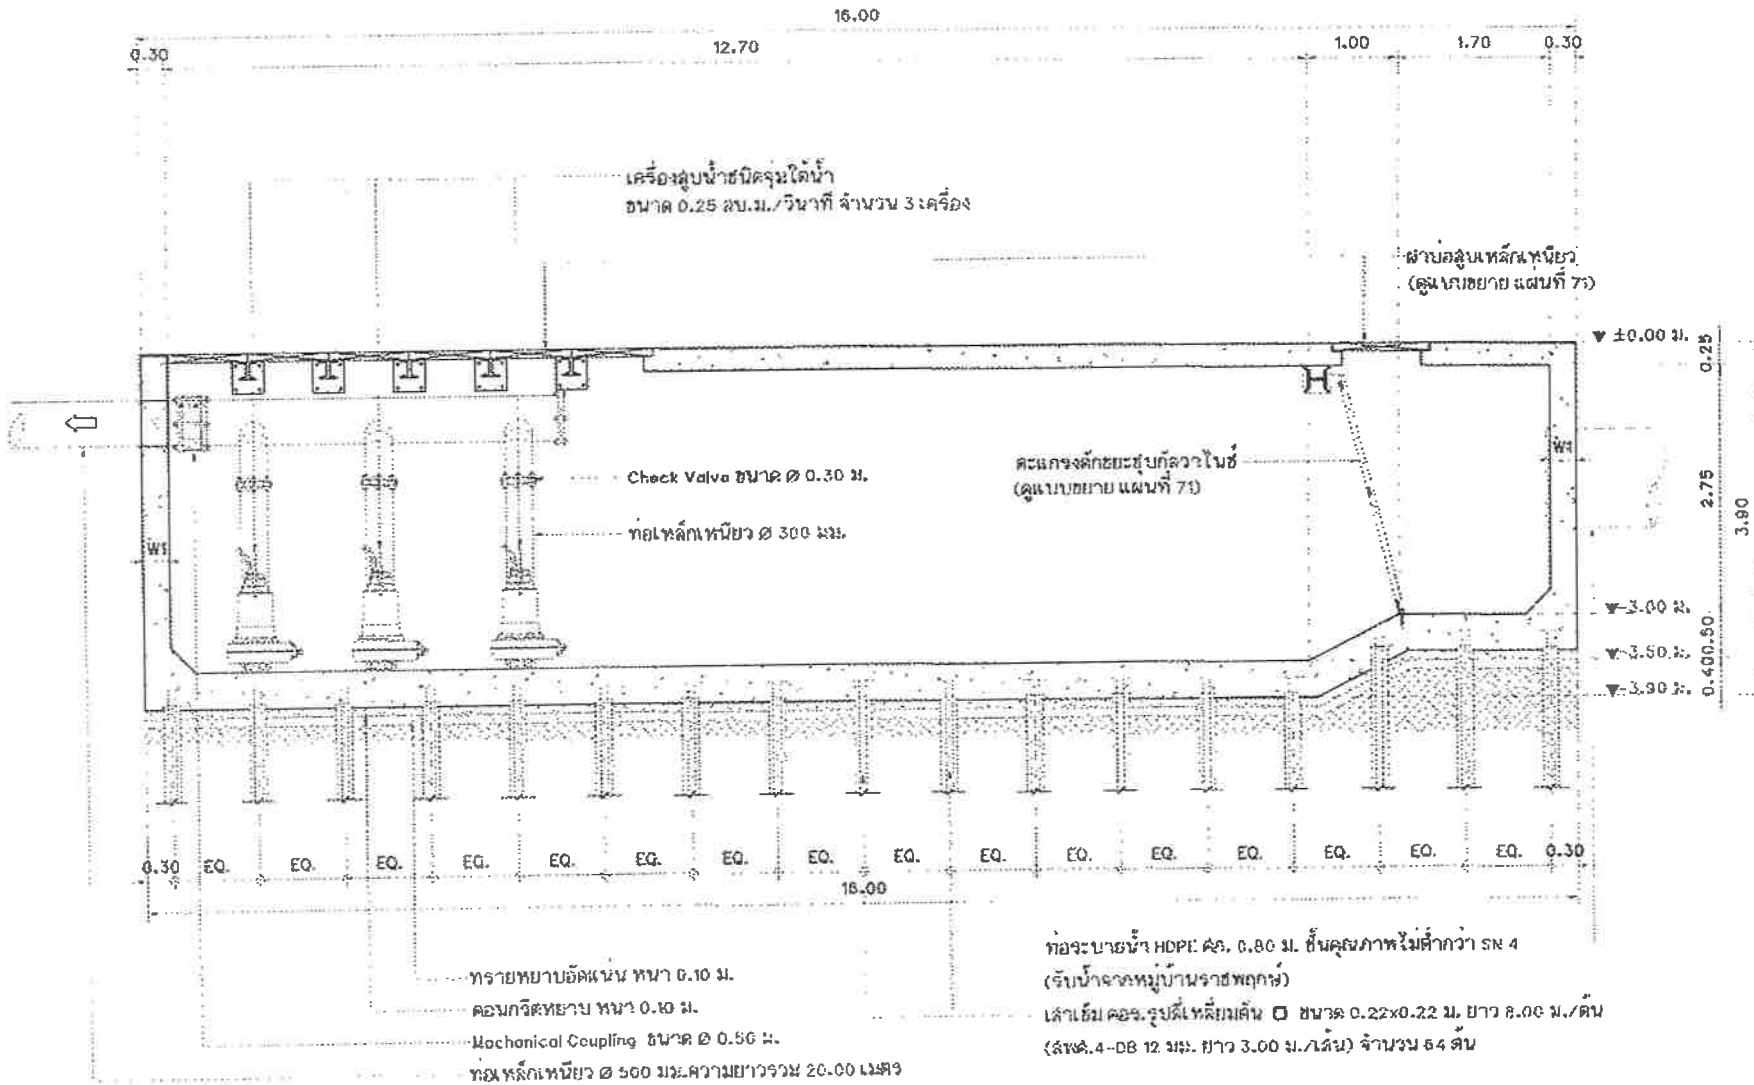 16.00
0.30 12.70 1.00 1.70 0.30
เครื่องสูบน้ำชนิดจุ่มใต้น้ำ
ขนาด 0.25 ลบ.ม./วินาที จำนวน 3 เครื่อง
ฝาบ่อสูบเหล็กเหนียว
(ดูแบบขยาย แผ่นที่ 71)
±0.00 ม.
0.25
Check Valve ขนาด Ø 0.30 ม.
ตะแกรงดักขยะชุบกัลวาไนซ์
(ดูแบบขยาย แผ่นที่ 71)
W1
2.75
3.90
ท่อเหล็กเหนียว Ø 300 มม.
W1
-3.00 ม.
0.50
-3.50 ม.
0.40
-3.90 ม.
0.30 EQ. EQ. EQ. EQ. EQ. EQ. EQ. EQ. EQ. EQ. EQ. EQ. EQ. EQ. EQ. EQ. 0.30
16.00
ทรายหยาบอัดแน่น หนา 0.10 ม.
คอนกรีตหยาบ หนา 0.10 ม.
Mechanical Coupling ขนาด Ø 0.50 ม.
ท่อเหล็กเหนียว Ø 500 มม.ความยาวรวม 20.00 เมตร
ท่อระบายน้ำ HDPE ศก. 0.80 ม. ชั้นคุณภาพไม่ต่ำกว่า SN 4
(รับน้ำจากหมู่บ้านราชพฤกษ์)
เสาเข็ม คอร.รูปสี่เหลี่ยมตัน ขนาด 0.22x0.22 ม. ยาว 8.00 ม./ต้น
4-DB 12 มม. ยาว 3.00 ม./เส้น) จำนวน 64 ต้น